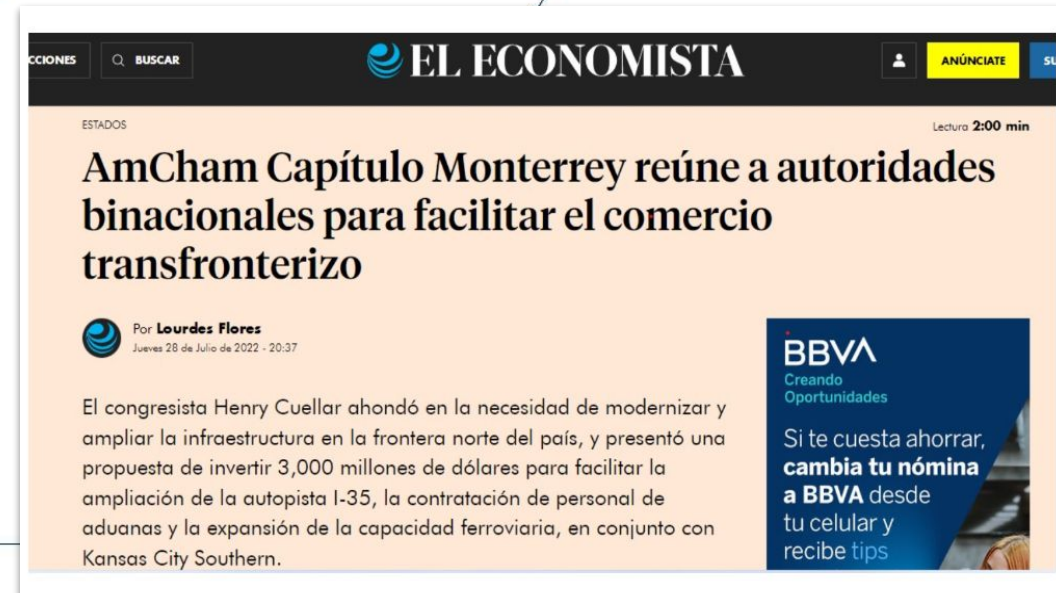 CCIONES
BUSCAR
EL ECONOMISTA
ANÚNCIATE
SU
ESTADOS
Lectura 2:00 min
AmCham Capítulo Monterrey reúne a autoridades
binacionales para facilitar el comercio
transfronterizo
Por Lourdes Flores
Jueves 28 de Julio de 2022 - 20:37
El congresista Henry Cuellar ahondó en la necesidad de modernizar y
ampliar la infraestructura en la frontera norte del país, y presentó una
propuesta de invertir 3,000 millones de dólares para facilitar la
ampliación de la autopista I-35, la contratación de personal de
aduanas y la expansión de la capacidad ferroviaria, en conjunto con
Kansas City Southern.
BBVA
Creando
Oportunidades
Si te cuesta ahorrar,
cambia tu nómina
a BBVA desde
tu celular y
recibe tips